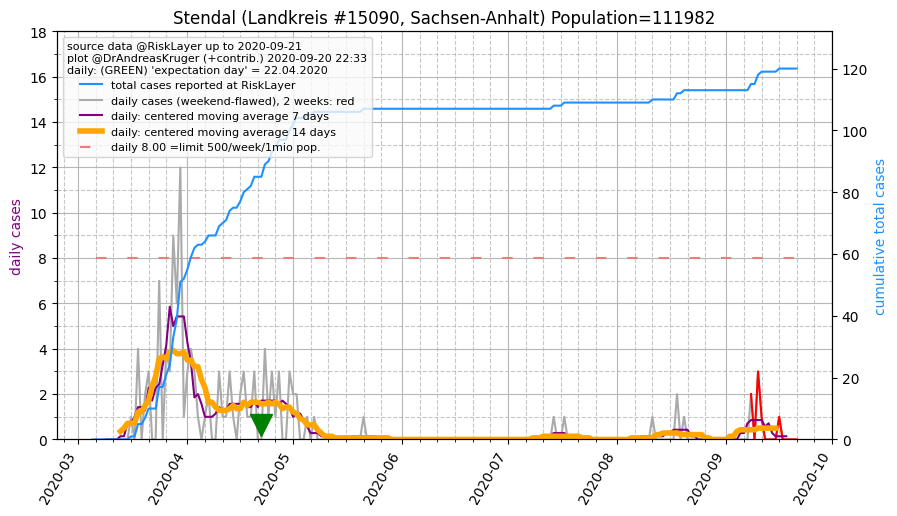 Stendal (Landkreis #15090, Sachsen-Anhalt) Population=111982
source data @RiskLayer up to 2020-09-21
plot @DrAndreasKruger (+contrib.) 2020-09-20 22:33
daily: (GREEN) 'expectation day' = 22.04.2020
total cases reported at RiskLayer
daily cases (weekend-flawed), 2 weeks: red
daily: centered moving average 7 days
daily: centered moving average 14 days
daily 8.00 =limit 500/week/1mio pop.
daily cases
18
16
14
12
10
8
6
4
2
0
cumulative total cases
120
100
80
60
40
20
0
2020-03
2020-04
2020-05
2020-06
2020-07
2020-08
2020-09
2020-10